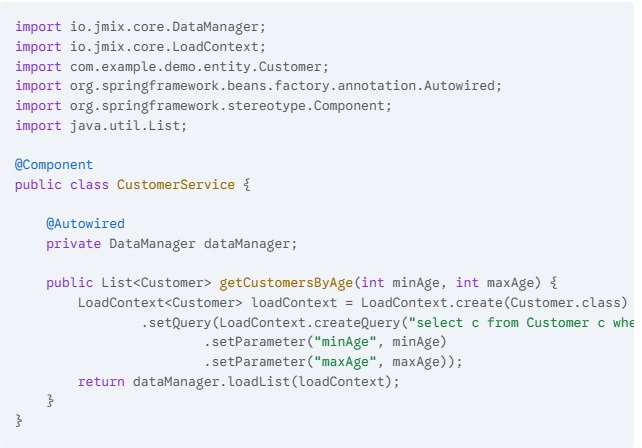 import io.jmix.core.DataManager;
import io.jmix.core.LoadContext;
import com.example.demo.entity.Customer;
import org.springframework.beans.factory.annotation.Autowired;
import org.springframework.stereotype.Component;
import java.util.List;

@Component
public class CustomerService {

    @Autowired
    private DataManager dataManager;

    public List<Customer> getCustomersByAge(int minAge, int maxAge) {
        LoadContext<Customer> loadContext = LoadContext.create(Customer.class)
                .setQuery(LoadContext.createQuery("select c from Customer c whe
                        .setParameter("minAge", minAge)
                        .setParameter("maxAge", maxAge));
        return dataManager.loadList(loadContext);
    }
}